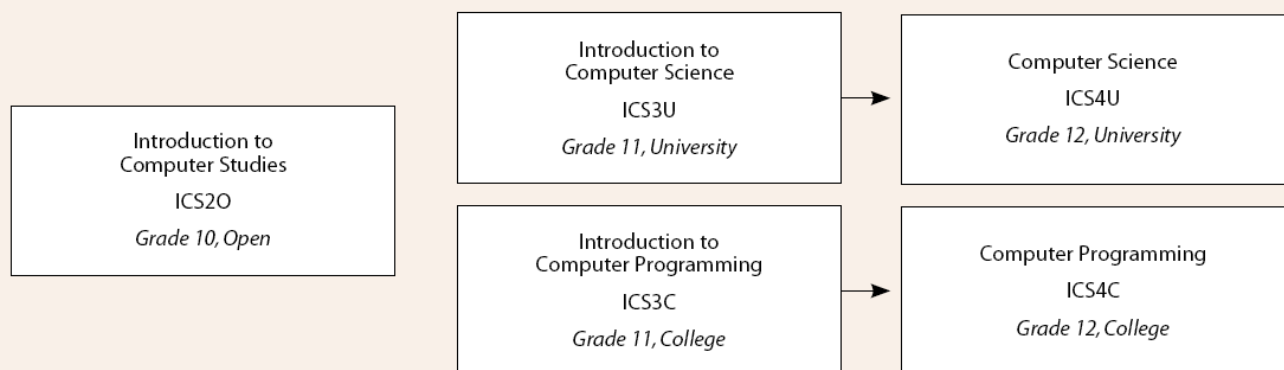 Introduction to
Computer Studies
ICS2O
Grade 10, Open
Introduction to
Computer Science
ICS3U
Grade 11, University
Computer Science
ICS4U
Grade 12, University
Introduction to
Computer Programming
ICS3C
Grade 11, College
Computer Programming
ICS4C
Grade 12, College